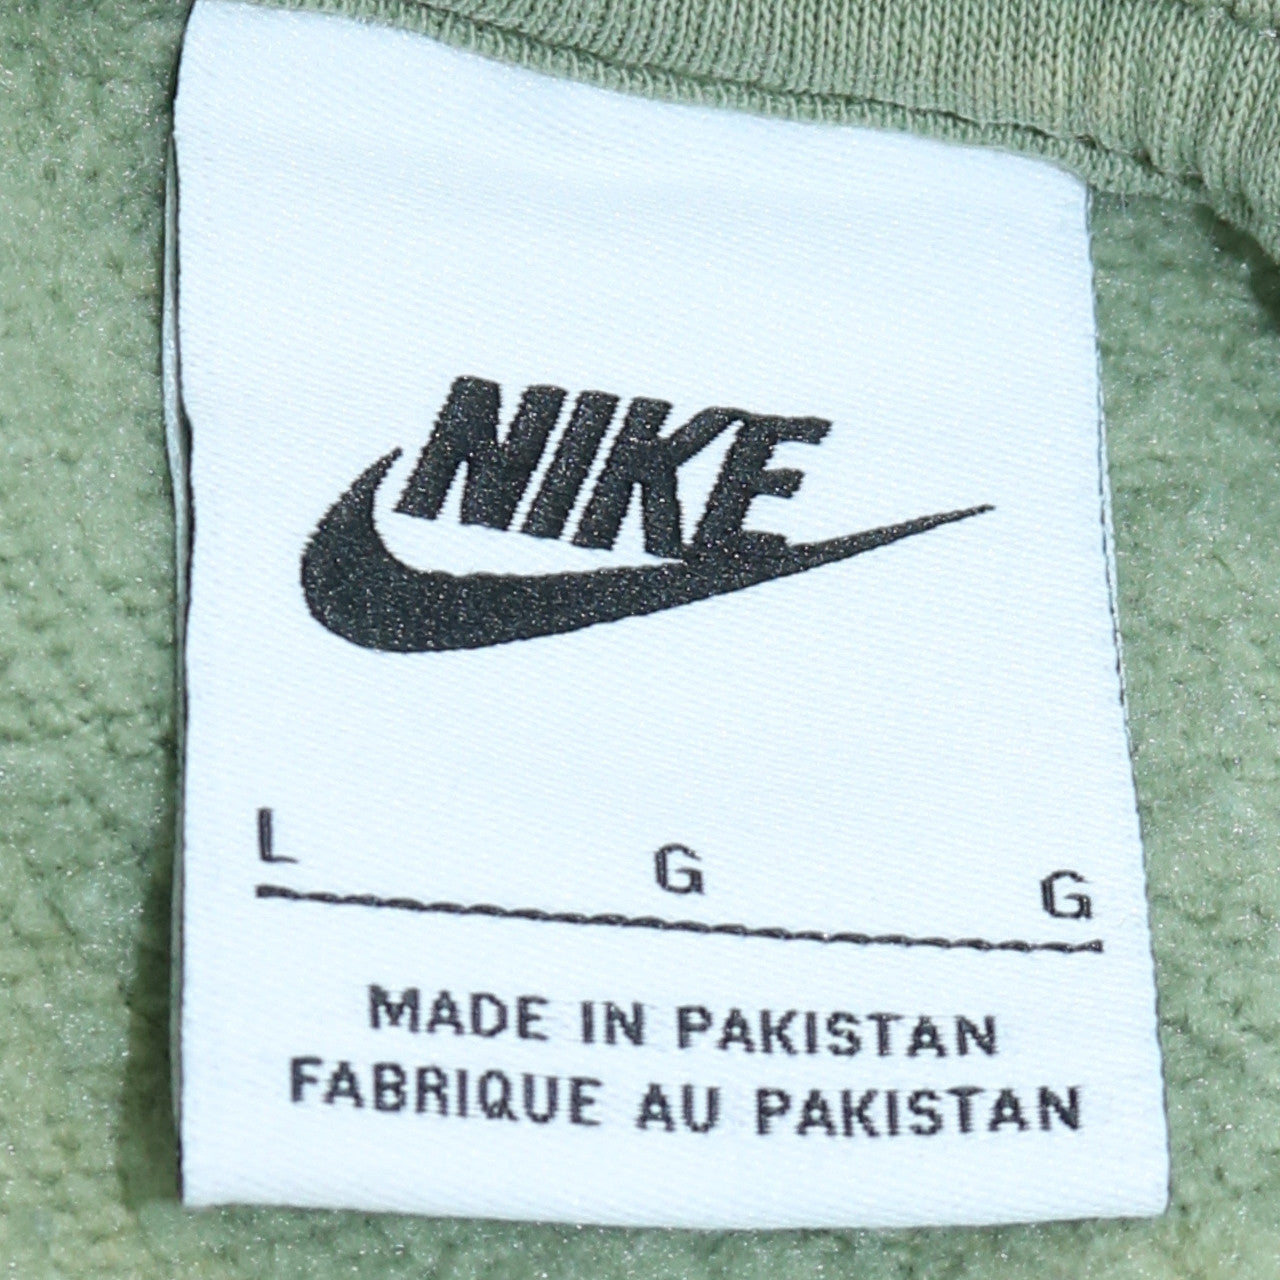 NIKE
L G G
MADE IN PAKISTAN
FABRIQUE AU PAKISTAN